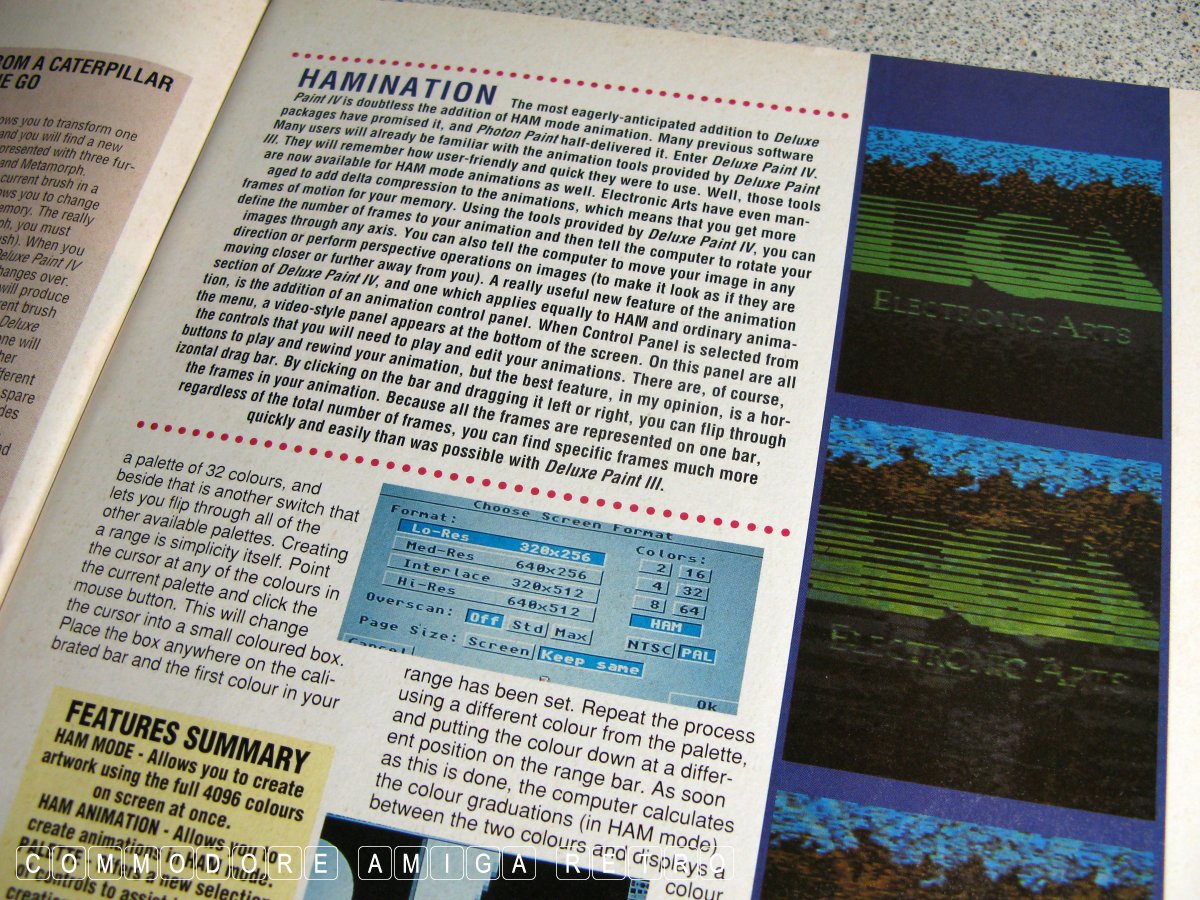 ROM A CATERPILLAR
GO
you to transform one
and you will find a new
presented with three fur-
and Metamorph.
current brush in a
ows you to change
emory. The really
ph, you must
sh). When you
Deluxe Paint IV
hanges over.
will produce
rent brush
Deluxe
one will
her
fferent
spare
des
HAMINATION The most eagerly-anticipated addition to Deluxe
Paint IV is doubtless the addition of HAM mode animation. Many previous software
packages have promised it, and Photon Paint half-delivered it. Enter Deluxe Paint IV.
Many users will already be familiar with the animation tools provided by Deluxe Paint
III. They will remember how user-friendly and quick they were to use. Well, those tools
are now available for HAM mode animations as well. Electronic Arts have even man-
aged to add delta compression to the animations, which means that you get more
frames of motion for your memory. Using the tools provided by Deluxe Paint IV, you can
define the number of frames to your animation and then tell the computer to rotate your
images through any axis. You can also tell the computer to move your image in any
direction or perform perspective operations on images (to make it look as if they are
moving closer or further away from you). A really useful new feature of the animation
section of Deluxe Paint IV, and one which applies equally to HAM and ordinary anima-
tion, is the addition of an animation control panel. When Control Panel is selected from
the menu, a video-style panel appears at the bottom of the screen. On this panel are all
the controls that you will need to play and edit your animations. There are, of course,
buttons to play and rewind your animation, but the best feature, in my opinion, is a hor-
izontal drag bar. By clicking on the bar and dragging it left or right, you can flip through
the frames in your animation. Because all the frames are represented on one bar,
regardless of the total number of frames, you can find specific frames much more
quickly and easily than was possible with Deluxe Paint III.
a palette of 32 colours, and
beside that is another switch that
lets you flip through all of the
other available palettes. Creating
a range is simplicity itself. Point
the cursor at any of the colours in
the current palette and click the
mouse button. This will change
the cursor into a small coloured box.
Place the box anywhere on the cali-
brated bar and the first colour in your
Choose Screen Format
Format:
Lo-Res 320x256
Med-Res 640x256
Interlace 320x512
Hi-Res 640x512
Colors:
2 16
4 32
8 64
HAM
Overscan: Off Std Max
NTSC PAL
Page Size: Screen Keep same
Cancel
Ok
range has been set. Repeat the process
using a different colour from the palette,
and putting the colour down at a differ-
ent position on the range bar. As soon
as this is done, the computer calculates
the colour graduations (in HAM mode)
between the two colours and displays a
colour
FEATURES SUMMARY
HAM MODE - Allows you to create
artwork using the full 4096 colours
on screen at once.
HAM ANIMATION - Allows you to
create animations in HAM mode.
PALETTE a new selection
of controls to assist
ELECTRONIC ARTS
ELECTRONIC ARTS
COMMODORE AMIGA RETRO